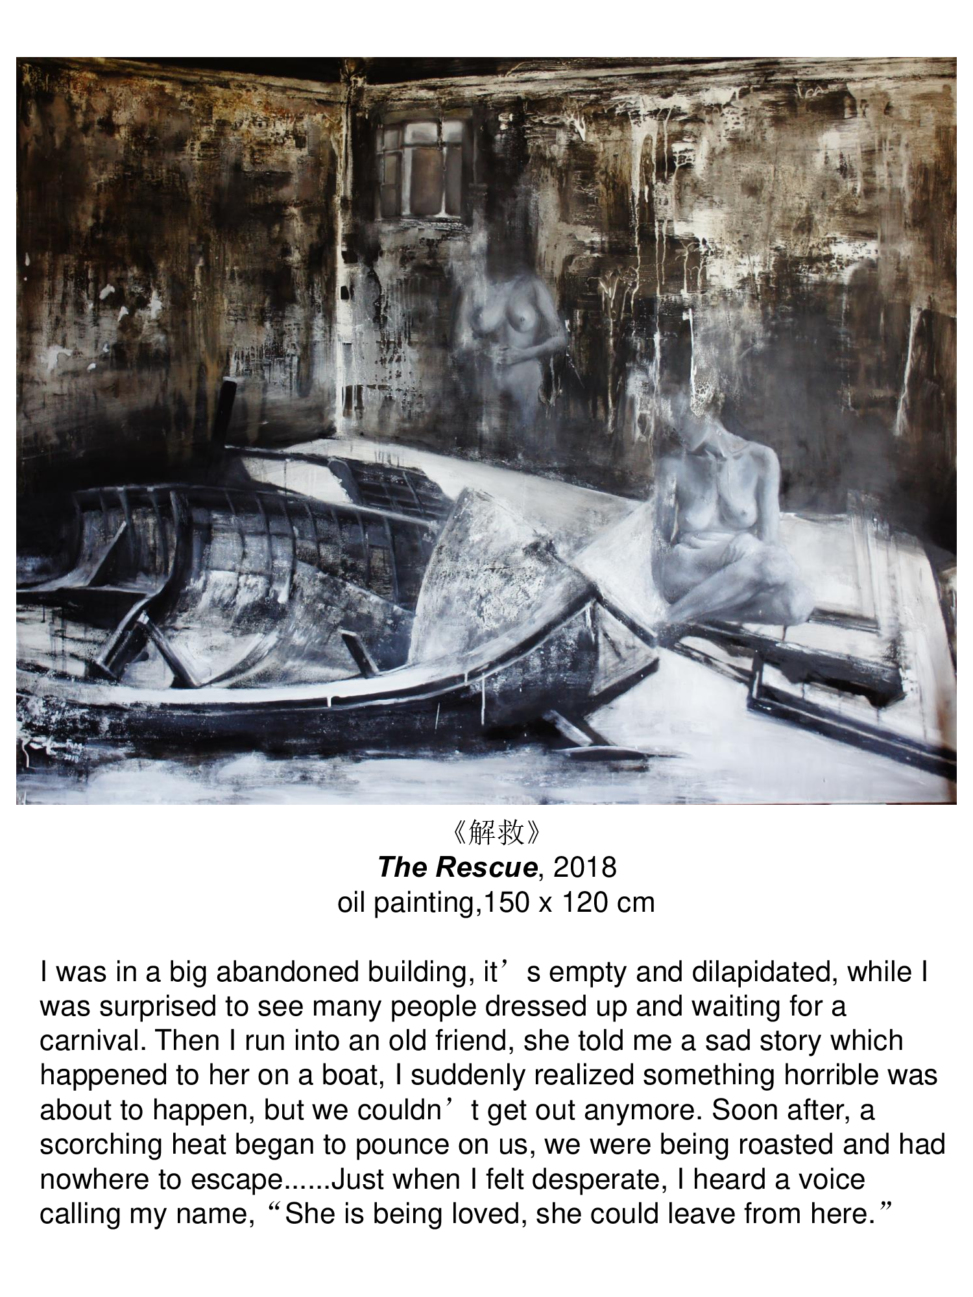 《解救》
The Rescue, 2018
oil painting,150 x 120 cm
I was in a big abandoned building, it’s empty and dilapidated, while I
was surprised to see many people dressed up and waiting for a
carnival. Then I run into an old friend, she told me a sad story which
happened to her on a boat, I suddenly realized something horrible was
about to happen, but we couldn’t get out anymore. Soon after, a
scorching heat began to pounce on us, we were being roasted and had
nowhere to escape......Just when I felt desperate, I heard a voice
calling my name, “She is being loved, she could leave from here.”